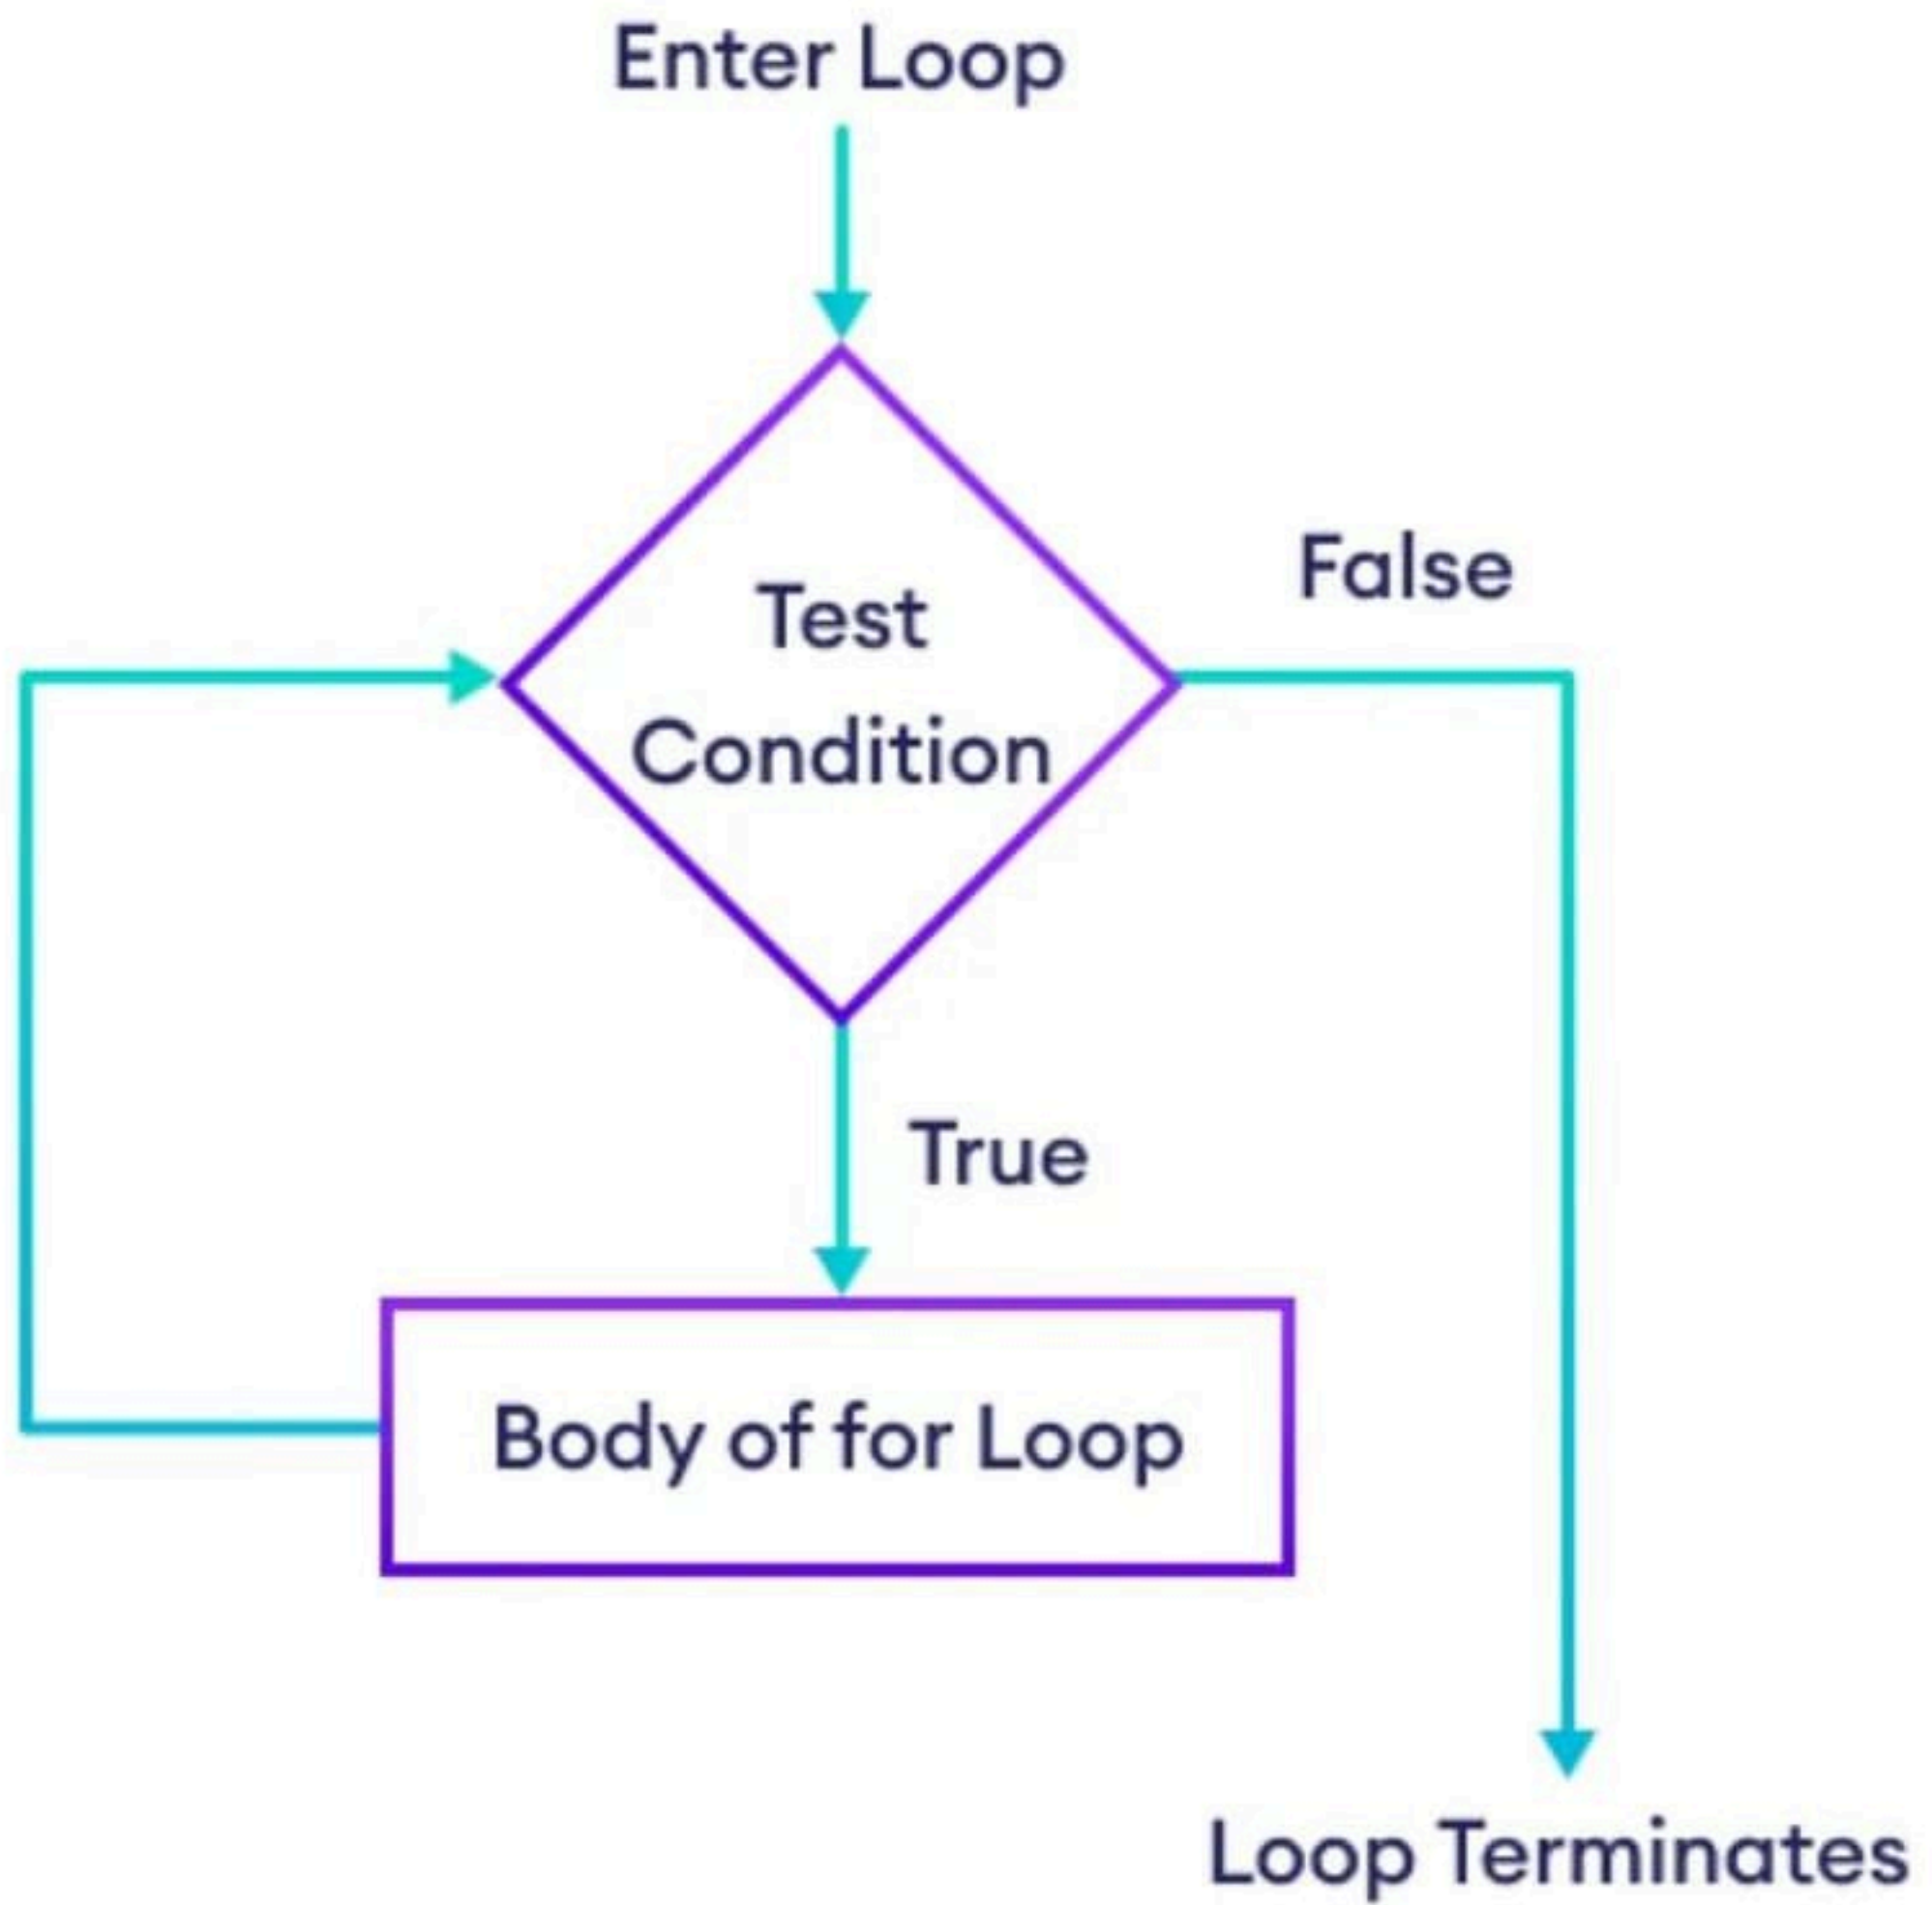 Enter Loop
Test
Condition
False
True
Body of for Loop
Loop Terminates